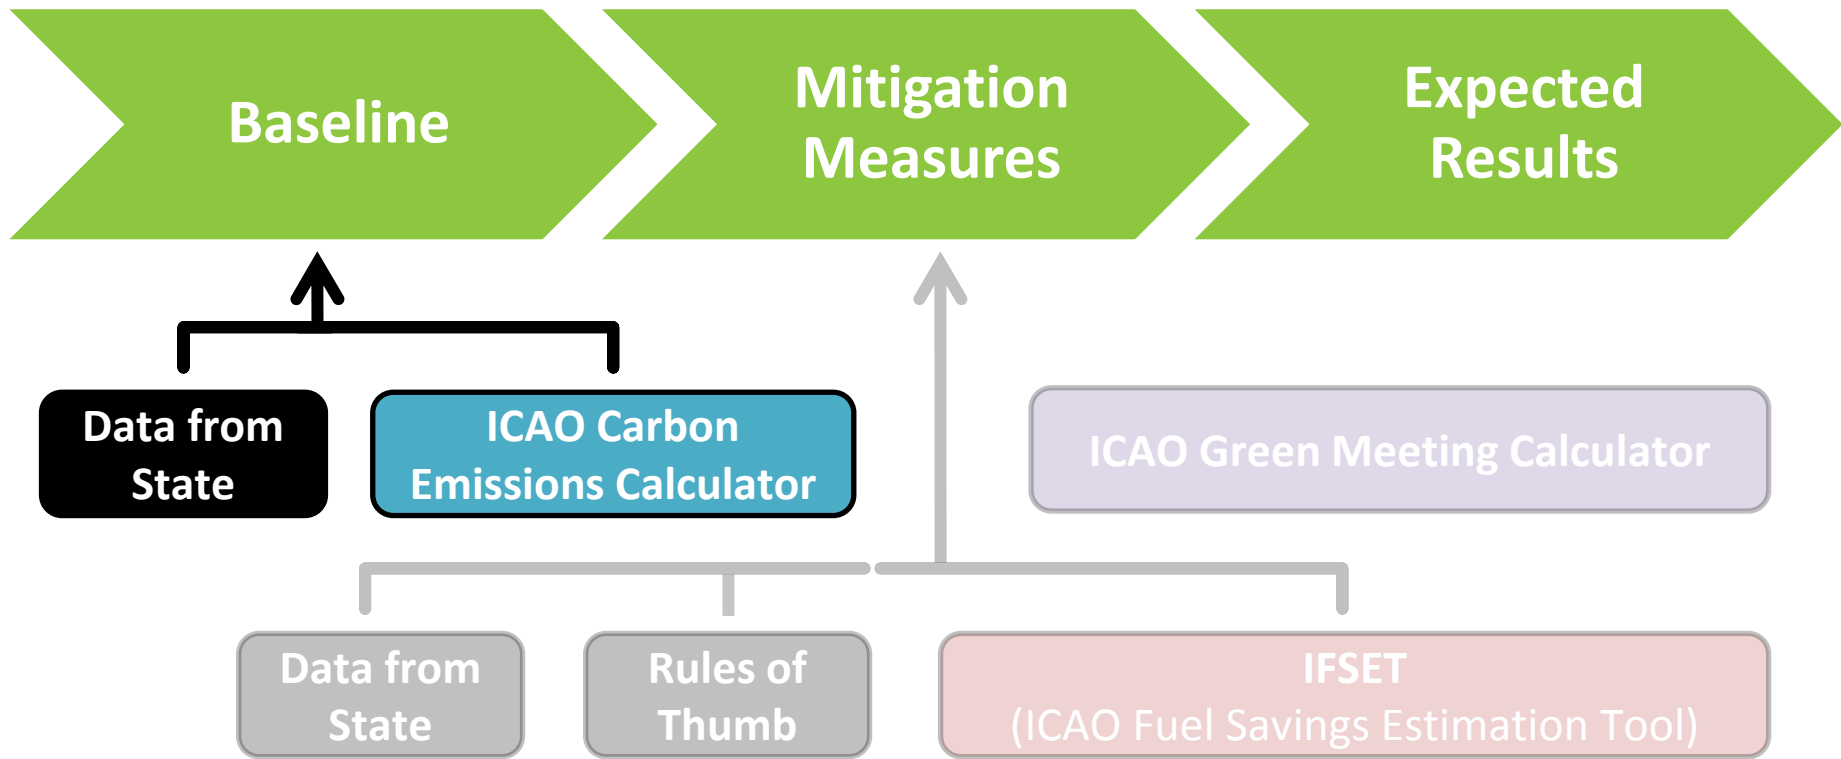 Baseline
Mitigation
Measures
Expected
Results
Data from
State
ICAO Carbon
Emissions Calculator
ICAO Green Meeting Calculator
Data from
State
Rules of
Thumb
IFSET
(ICAO Fuel Savings Estimation Tool)